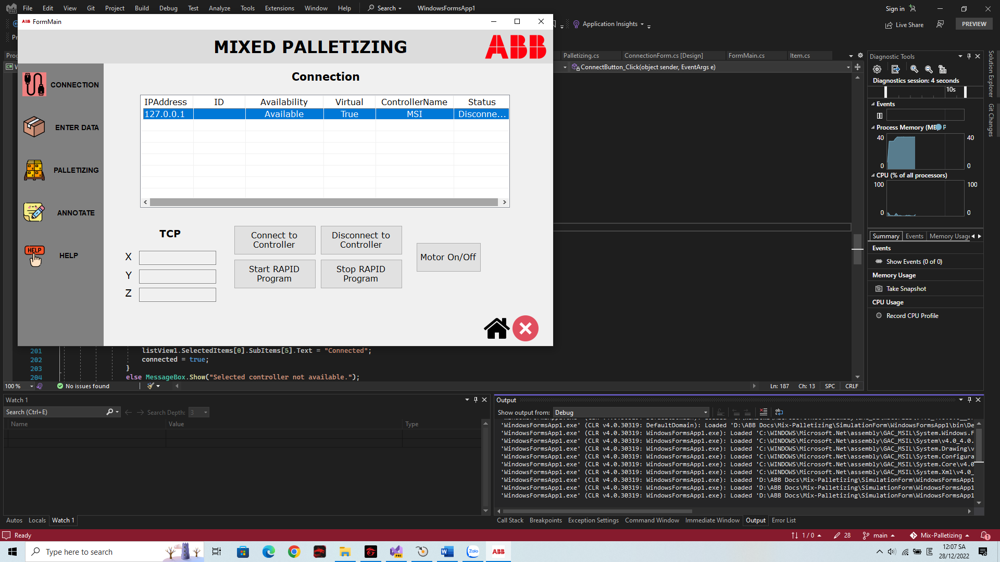 File Edit View Git Project Build Debug Test Analyze Tools Extensions Window Help Search WindowsFormsApp1 Sign in
Application Insights Live Share PREVIEW
ABB FormMain
MIXED PALLETIZING ABB
Palletizing.cs ConnectionForm.cs [Design] FormMain.cs Item.cs
ConnectButton_Click(object sender, EventArgs e)
CONNECTION
ENTER DATA
PALLETIZING
ANNOTATE
HELP
HELP
Connection
IPAddress ID Availability Virtual ControllerName Status
127.0.0.1 Available True MSI Disconne...
TCP
X
Y
Z
Connect to
Controller
Disconnect to
Controller
Start RAPID
Program
Stop RAPID
Program
Motor On/Off
Diagnostic Tools
Diagnostics session: 4 seconds
10s
Events
Process Memory (MB) P
40 40
0 0
CPU (% of all processors)
100 100
0 0
Summary Events Memory Usage
Events
Show Events (0 of 0)
Memory Usage
Take Snapshot
CPU Usage
Record CPU Profile
Solution Explorer
Git Changes
201 listView1.SelectedItems[0].SubItems[5].Text = "Connected";
202 connected = true;
203 }
204 else MessageBox.Show("Selected controller not available.");
100 % No issues found Ln: 187 Ch: 13 SPC CRLF
Watch 1
Search (Ctrl+E) Search Depth: 3
Name Value Type
Autos Locals Watch 1
Output
Show output from: Debug
'WindowsFormsApp1.exe' (CLR v4.0.30319: DefaultDomain): Loaded 'D:\ABB Docs\Mix-Palletizing\SimulationForm\WindowsFormsApp1\bin\De
'WindowsFormsApp1.exe' (CLR v4.0.30319: WindowsFormsApp1.exe): Loaded 'C:\WINDOWS\Microsoft.Net\assembly\GAC_MSIL\System.Windows.F
'WindowsFormsApp1.exe' (CLR v4.0.30319: WindowsFormsApp1.exe): Loaded 'C:\WINDOWS\Microsoft.Net\assembly\GAC_MSIL\System\v4.0_4.0.
'WindowsFormsApp1.exe' (CLR v4.0.30319: WindowsFormsApp1.exe): Loaded 'C:\WINDOWS\Microsoft.Net\assembly\GAC_MSIL\System.Drawing\v
'WindowsFormsApp1.exe' (CLR v4.0.30319: WindowsFormsApp1.exe): Loaded 'C:\WINDOWS\Microsoft.Net\assembly\GAC_MSIL\System.Configura
'WindowsFormsApp1.exe' (CLR v4.0.30319: WindowsFormsApp1.exe): Loaded 'C:\WINDOWS\Microsoft.Net\assembly\GAC_MSIL\System.Core\v4.0
'WindowsFormsApp1.exe' (CLR v4.0.30319: WindowsFormsApp1.exe): Loaded 'C:\WINDOWS\Microsoft.Net\assembly\GAC_MSIL\System.Xml\v4.0_
'WindowsFormsApp1.exe' (CLR v4.0.30319: WindowsFormsApp1.exe): Loaded 'D:\ABB Docs\Mix-Palletizing\SimulationForm\WindowsFormsApp1
'WindowsFormsApp1.exe' (CLR v4.0.30319: WindowsFormsApp1.exe): Loaded 'D:\ABB Docs\Mix-Palletizing\SimulationForm\WindowsFormsApp1
'WindowsFormsApp1.exe' (CLR v4.0.30319: WindowsFormsApp1.exe): Loaded 'D:\ABB Docs\Mix-Palletizing\SimulationForm\WindowsFormsApp1
Call Stack Breakpoints Exception Settings Command Window Immediate Window Output Error List
Ready 1 / 0 28 main Mix-Palletizing 1
Type here to search Zalo ABB E 12:07 SA
28/12/2022